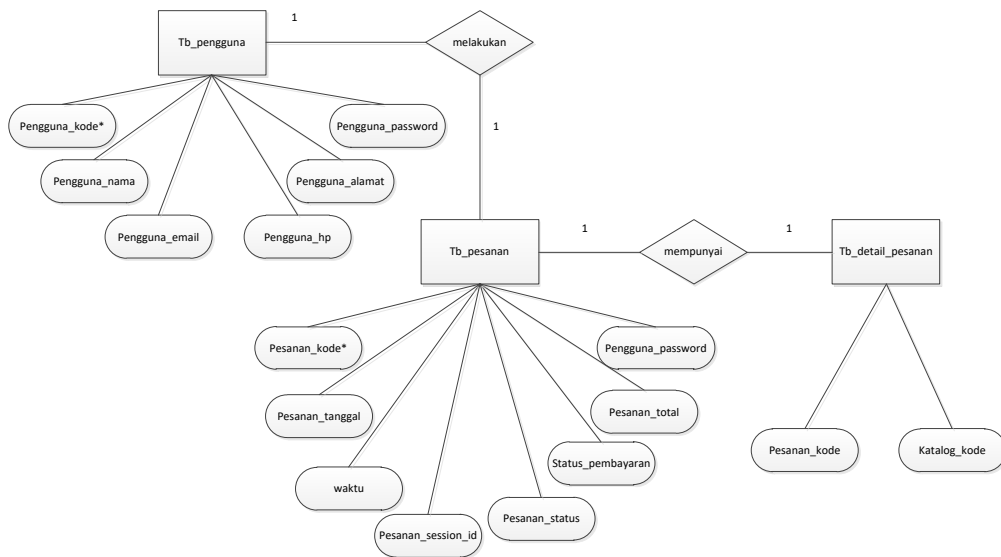 1
Tb_pengguna
melakukan
Pengguna_kode*
Pengguna_password
1
Pengguna_nama
Pengguna_alamat
Pengguna_email
Pengguna_hp
1
1
Tb_pesanan
mempunyai
Tb_detail_pesanan
Pesanan_kode*
Pengguna_password
Pesanan_tanggal
Pesanan_total
Pesanan_kode
Katalog_kode
Status_pembayaran
waktu
Pesanan_status
Pesanan_session_id